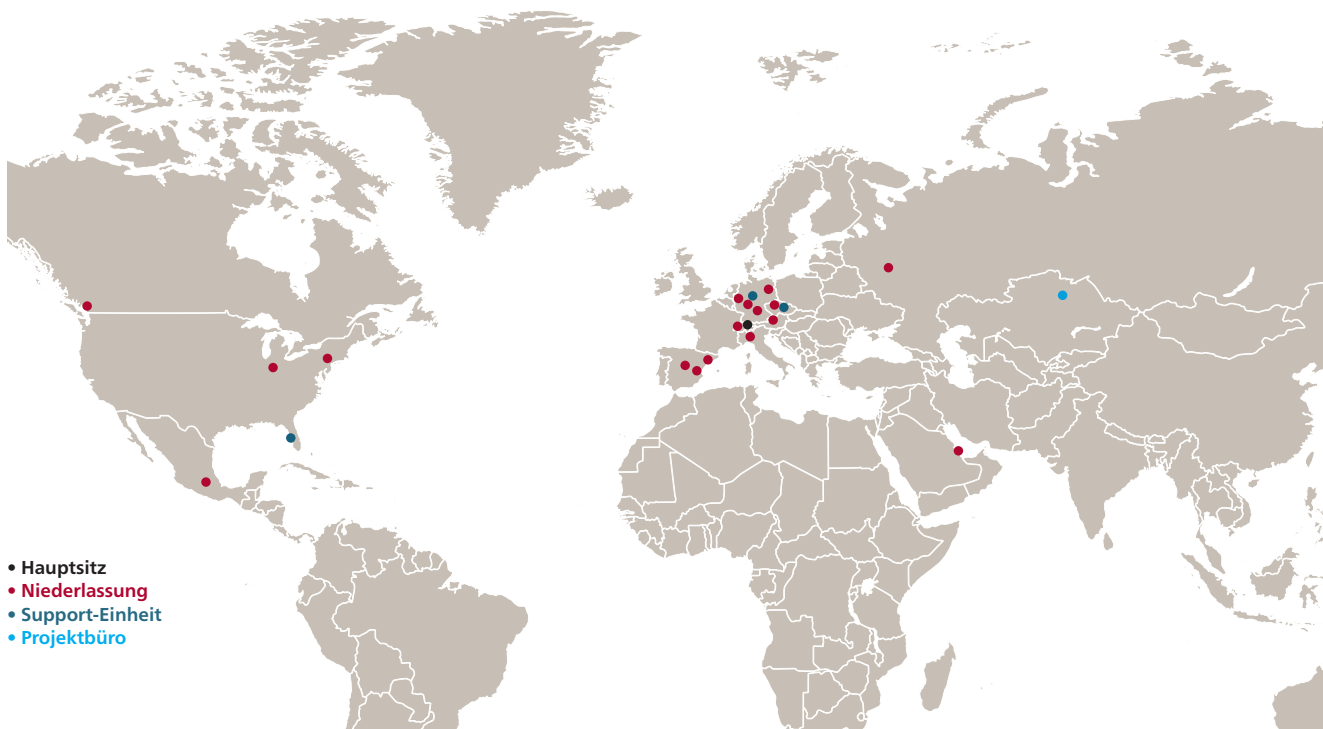 • Hauptsitz
• Niederlassung
• Support-Einheit
• Projektbüro